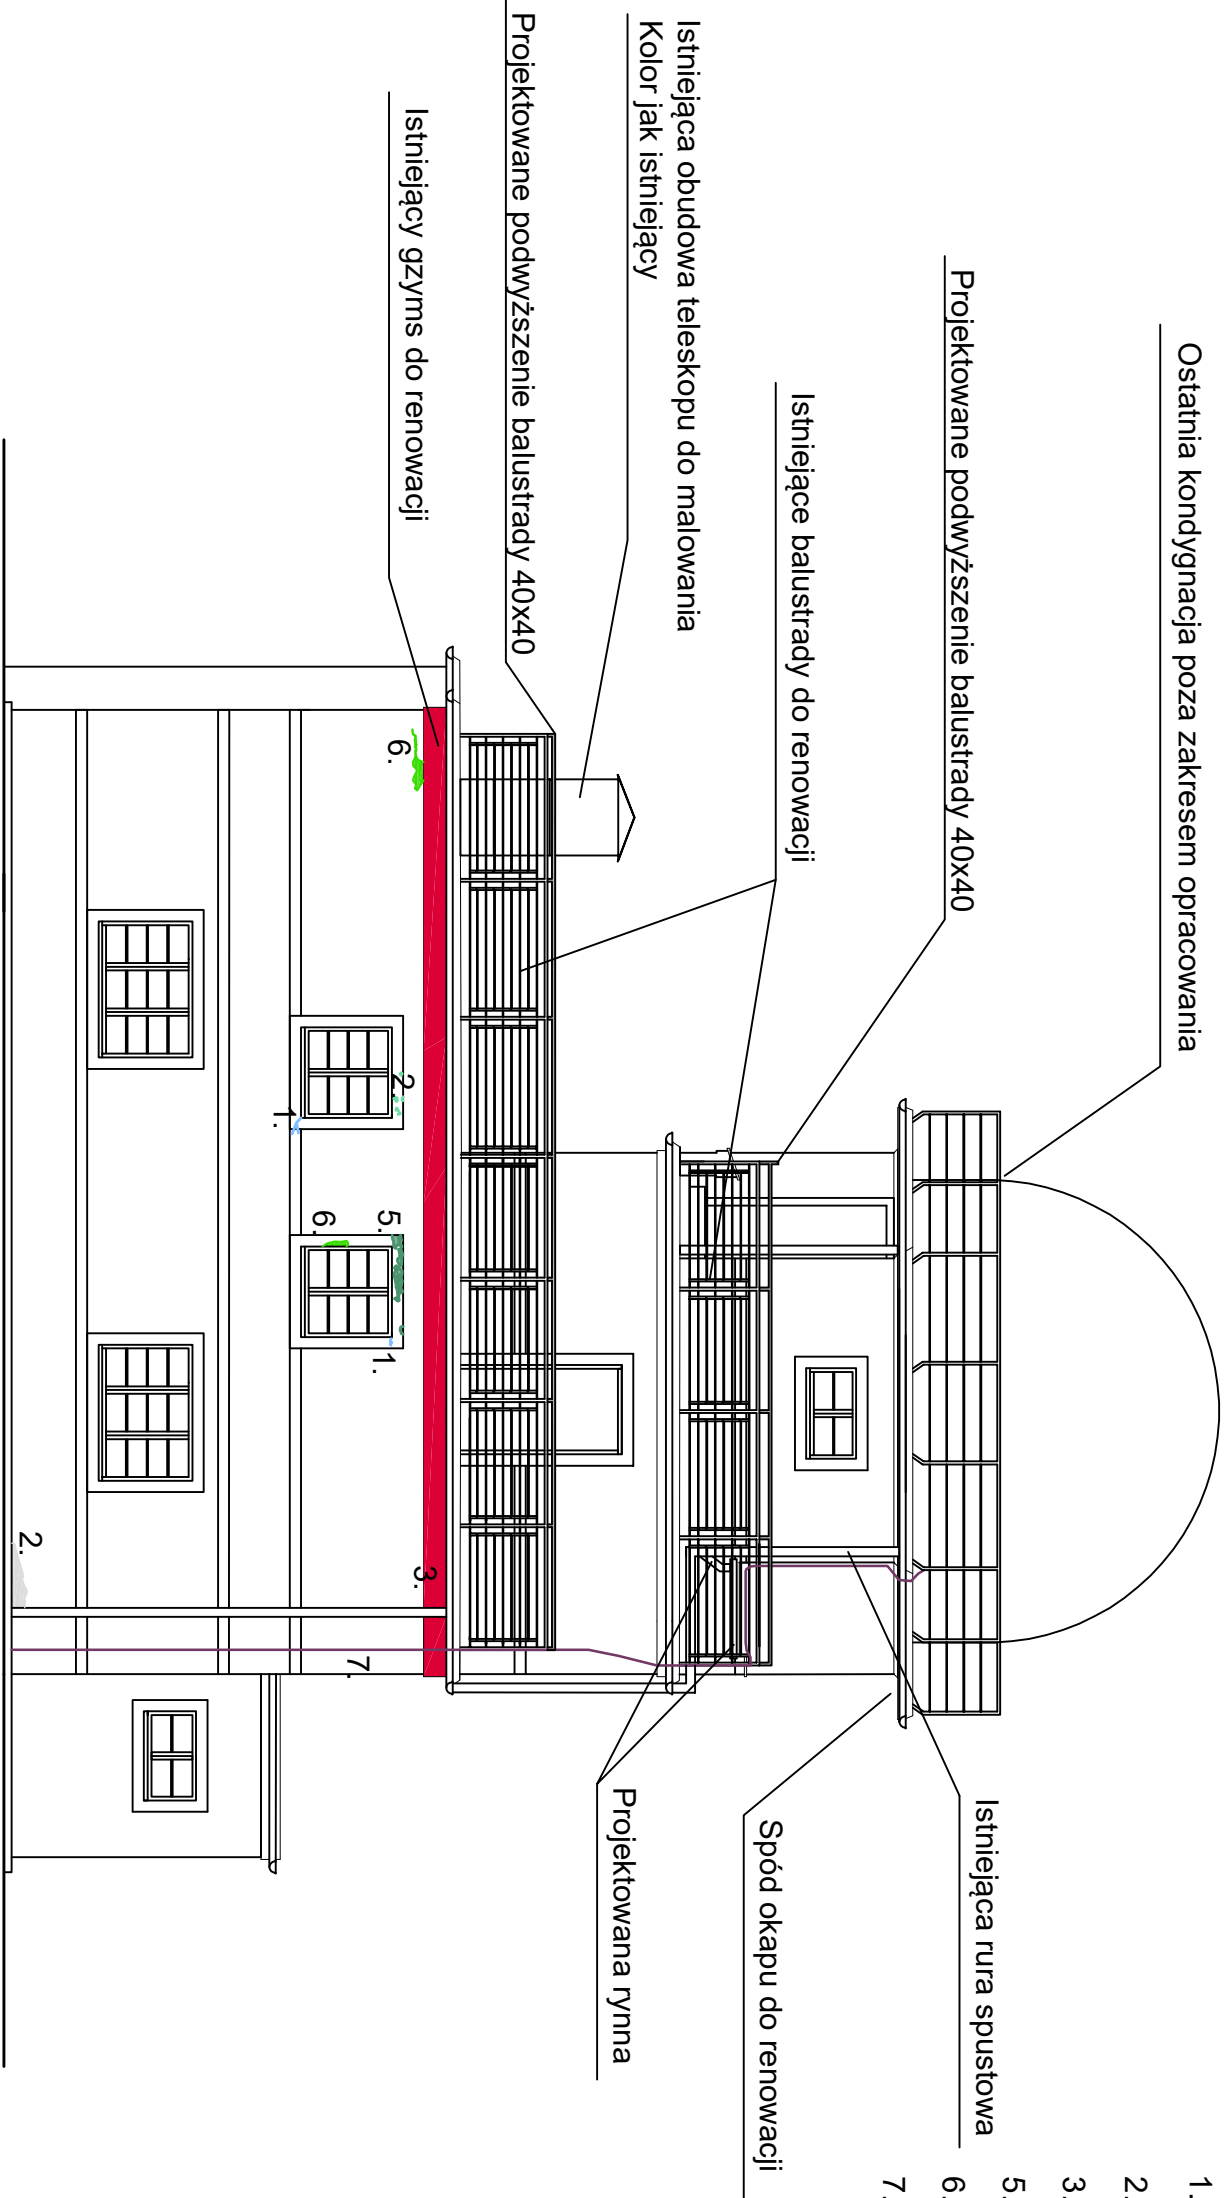 Ostatnia kondygnacja poza zakresem opracowania
Projektowane podwyższenie balustrady 40x40
Istniejące balustrady do renowacji
Istniejąca obudowa teleskopu do malowania
Kolor jak istniejący
Projektowane podwyższenie balustrady 40x40
Istniejący gzyms do renowacji
Istniejąca rura spustowa
Spód okapu do renowacji
Projektowana rynna
6.
2.
1.
5.
6.
1.
3.
2.
7.
1.
2.
3.
5.
6.
7.